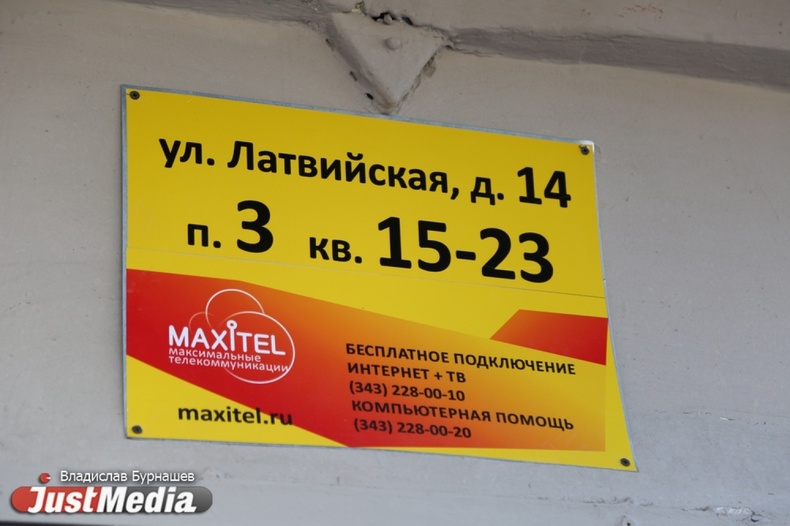 ул. Латвийская, д. 14
п. 3 кв. 15-23
MAXITEL
максимальные
телекоммуникации
maxitel.ru
БЕСПЛАТНОЕ ПОДКЛЮЧЕНИЕ
ИНТЕРНЕТ + ТВ
(343) 228-00-10
КОМПЬЮТЕРНАЯ ПОМОЩЬ
(343) 228-00-20
Владислав Бурнашев
JustMedia